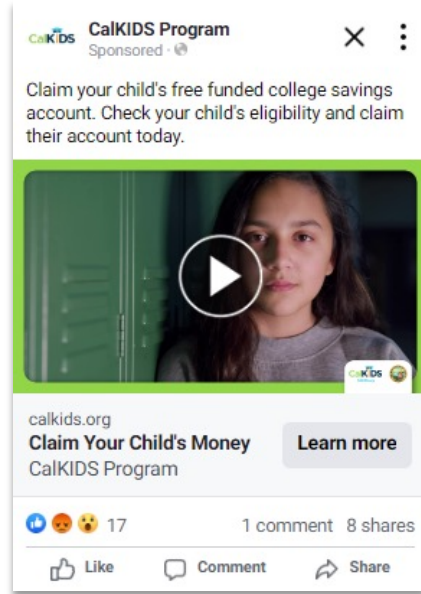 CalKIDS
CalKIDS Program
Sponsored ·
Claim your child's free funded college savings
account. Check your child's eligibility and claim
their account today.
CalKIDS
calkids.org
Claim Your Child's Money
Learn more
CalKIDS Program
17
1 comment 8 shares
Like
Comment
Share